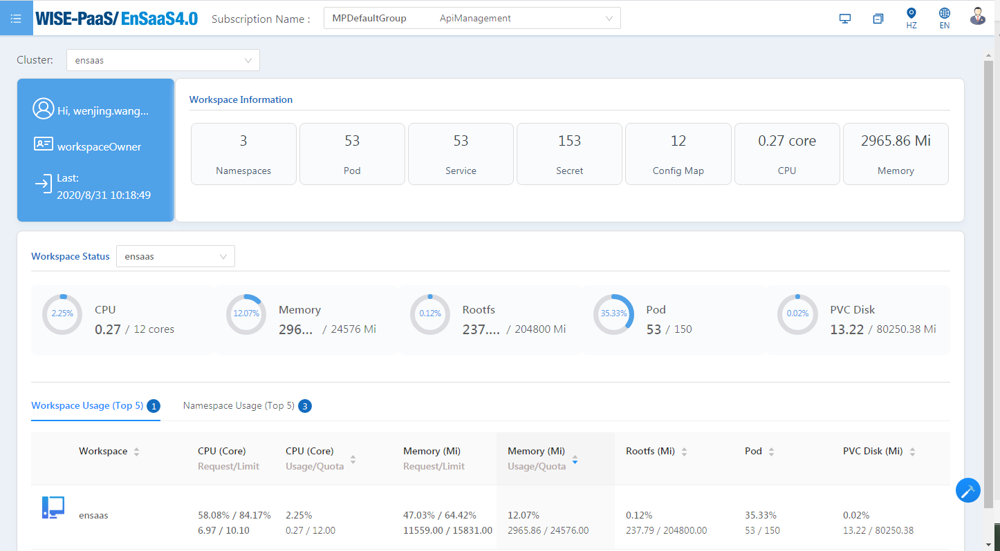 WISE-PaaS/ EnSaaS4.0 Subscription Name : MPDefaultGroup ApiManagement HZ EN
Cluster: ensaas
Hi, wenjing.wang...
workspaceOwner
Last:
2020/8/31 10:18:49
Workspace Information
3 53 53 153 12 0.27 core 2965.86 Mi
Namespaces Pod Service Secret Config Map CPU Memory
Workspace Status ensaas
2.25% CPU 12.07% Memory 0.12% Rootfs 35.33% Pod 0.02% PVC Disk
0.27 / 12 cores 296... / 24576 Mi 237.... / 204800 Mi 53 / 150 13.22 / 80250.38 Mi
Workspace Usage (Top 5) 1 Namespace Usage (Top 5) 3
Workspace CPU (Core) CPU (Core) Memory (Mi) Memory (Mi) Rootfs (Mi) Pod PVC Disk (Mi)
Request/Limit Usage/Quota Request/Limit Usage/Quota
ensaas 58.08% / 84.17% 2.25% 47.03% / 64.42% 12.07% 0.12% 35.33% 0.02%
6.97 / 10.10 0.27 / 12.00 11559.00 / 15831.00 2965.86 / 24576.00 237.79 / 204800.00 53 / 150 13.22 / 80250.38